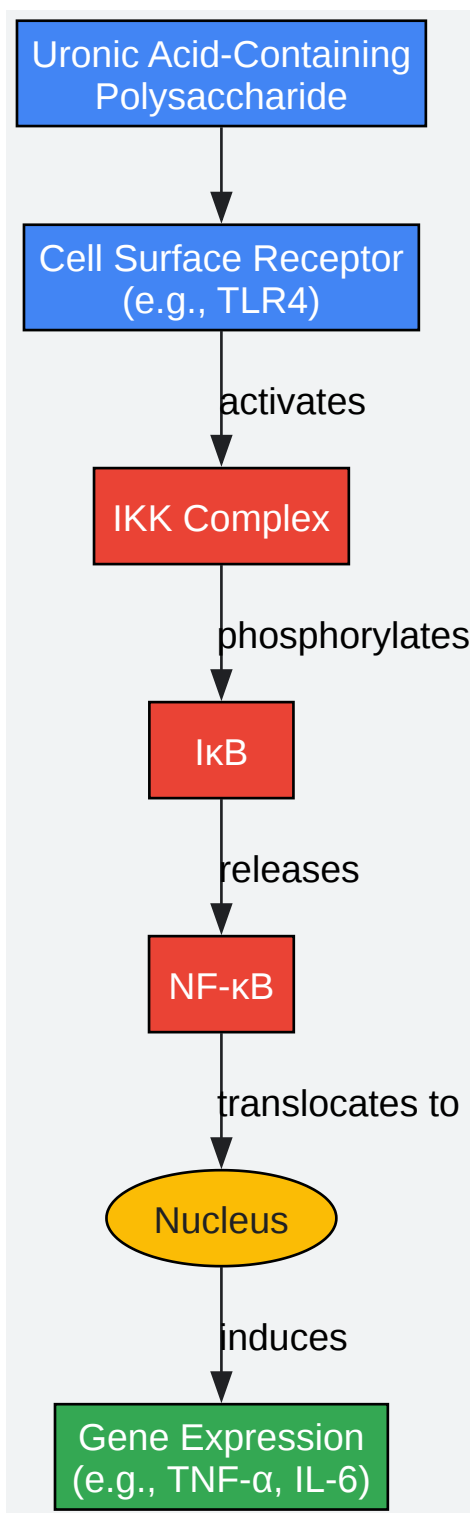 Uronic Acid-Containing
Polysaccharide
Cell Surface Receptor
(e.g., TLR4)
activates
IKK Complex
phosphorylates
IκB
releases
NF-κB
translocates to
Nucleus
induces
Gene Expression
(e.g., TNF-α, IL-6)